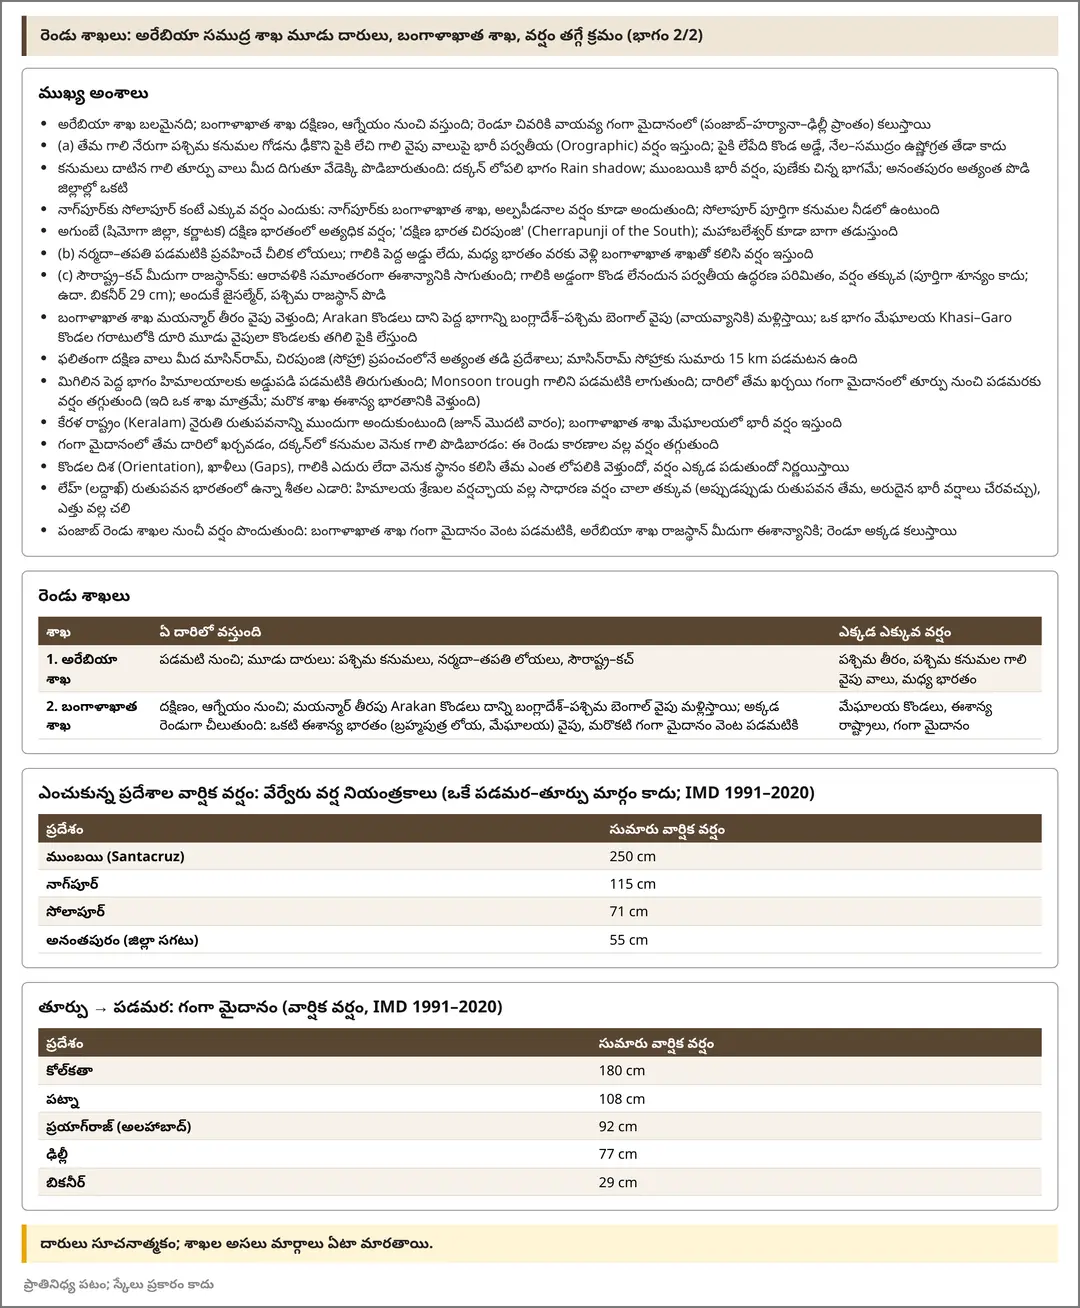 రెండు శాఖలు: అరేబియా సముద్ర శాఖ మూడు దారులు, బంగాళాఖాత శాఖ, వర్షం తగ్గే క్రమం (భాగం 2/2)
ముఖ్య అంశాలు
• అరేబియా శాఖ బలమైనది; బంగాళాఖాత శాఖ దక్షిణం, ఆగ్నేయం నుంచి వస్తుంది; రెండూ చివరికి వాయవ్య గంగా మైదానంలో (పంజాబ్–హర్యానా–ఢిల్లీ ప్రాంతం) కలుస్తాయి
• (a) తేమ గాలి నేరుగా పశ్చిమ కనుమల గోడను ఢీకొని పైకి లేచి గాలి వైపు వాలుపై భారీ పర్వతీయ (Orographic) వర్షం ఇస్తుంది; పైకి లేపేది కొండ అడ్డే, నేల–సముద్రం ఉష్ణోగ్రత తేడా కాదు
• కనుమలు దాటిన గాలి తూర్పు వాలు మీద దిగుతూ వేడెక్కి పొడిబారుతుంది: దక్కన్ లోపలి భాగం Rain shadow; ముంబయికి భారీ వర్షం, పుణేకు చిన్న భాగమే; అనంతపురం అత్యంత పొడి
జిల్లాల్లో ఒకటి
• నాగ్‌పూర్‌కు సోలాపూర్ కంటే ఎక్కువ వర్షం ఎందుకు: నాగ్‌పూర్‌కు బంగాళాఖాత శాఖ, అల్పపీడనాల వర్షం కూడా అందుతుంది; సోలాపూర్ పూర్తిగా కనుమల నీడలో ఉంటుంది
• అగుంబే (షిమోగా జిల్లా, కర్ణాటక) దక్షిణ భారతంలో అత్యధిక వర్షం; 'దక్షిణ భారత చిరపుంజి' (Cherrapunji of the South); మహాబలేశ్వర్ కూడా బాగా తడుస్తుంది
• (b) నర్మదా–తపతి పడమటికి ప్రవహించే చీలిక లోయలు; గాలికి పెద్ద అడ్డు లేదు, మధ్య భారతం వరకు వెళ్లి బంగాళాఖాత శాఖతో కలిసి వర్షం ఇస్తుంది
• (c) సౌరాష్ట్ర–కచ్ మీదుగా రాజస్థాన్‌కు: ఆరావళికి సమాంతరంగా ఈశాన్యానికి సాగుతుంది; గాలికి అడ్డంగా కొండ లేనందున పర్వతీయ ఉద్ధరణ పరిమితం, వర్షం తక్కువ (పూర్తిగా శూన్యం కాదు;
ఉదా. బికనీర్ 29 cm); అందుకే జైసల్మేర్, పశ్చిమ రాజస్థాన్ పొడి
• బంగాళాఖాత శాఖ మయన్మార్ తీరం వైపు వెళ్తుంది; Arakan కొండలు దాని పెద్ద భాగాన్ని బంగ్లాదేశ్–పశ్చిమ బెంగాల్ వైపు (వాయవ్యానికి) మళ్లిస్తాయి; ఒక భాగం మేఘాలయ Khasi–Garo
కొండల గరాటులోకి దూరి మూడు వైపులా కొండలకు తగిలి పైకి లేస్తుంది
• ఫలితంగా దక్షిణ వాలు మీద మాసిన్‌రామ్, చిరపుంజి (సోహ్రా) ప్రపంచంలోనే అత్యంత తడి ప్రదేశాలు; మాసిన్‌రామ్ సోహ్రాకు సుమారు 15 km పడమటన ఉంది
• మిగిలిన పెద్ద భాగం హిమాలయాలకు అడ్డుపడి పడమటికి తిరుగుతుంది; Monsoon trough గాలిని పడమటికి లాగుతుంది; దారిలో తేమ ఖర్చయి గంగా మైదానంలో తూర్పు నుంచి పడమరకు
వర్షం తగ్గుతుంది (ఇది ఒక శాఖ మాత్రమే; మరొక శాఖ ఈశాన్య భారతానికి వెళ్తుంది)
• కేరళ రాష్ట్రం (Keralam) నైరుతి రుతుపవనాన్ని ముందుగా అందుకుంటుంది (జూన్ మొదటి వారం); బంగాళాఖాత శాఖ మేఘాలయలో భారీ వర్షం ఇస్తుంది
• గంగా మైదానంలో తేమ దారిలో ఖర్చవడం, దక్కన్‌లో కనుమల వెనుక గాలి పొడిబారడం: ఈ రెండు కారణాల వల్ల వర్షం తగ్గుతుంది
• కొండల దిశ (Orientation), ఖాళీలు (Gaps), గాలికి ఎదురు లేదా వెనుక స్థానం కలిసి తేమ ఎంత లోపలికి వెళ్తుందో, వర్షం ఎక్కడ పడుతుందో నిర్ణయిస్తాయి
• లేహ్ (లద్దాఖ్) రుతుపవన భారతంలో ఉన్నా శీతల ఎడారి: హిమాలయ శ్రేణుల వర్షచ్ఛాయ వల్ల సాధారణ వర్షం చాలా తక్కువ (అప్పుడప్పుడు రుతుపవన తేమ, అరుదైన భారీ వర్షాలు చేరవచ్చు),
ఎత్తు వల్ల చలి
• పంజాబ్ రెండు శాఖల నుంచీ వర్షం పొందుతుంది: బంగాళాఖాత శాఖ గంగా మైదానం వెంట పడమటికి, అరేబియా శాఖ రాజస్థాన్ మీదుగా ఈశాన్యానికి; రెండూ అక్కడ కలుస్తాయి
రెండు శాఖలు
శాఖ ఏ దారిలో వస్తుంది ఎక్కడ ఎక్కువ వర్షం
1. అరేబియా శాఖ పడమటి నుంచి; మూడు దారులు: పశ్చిమ కనుమలు, నర్మదా–తపతి లోయలు, సౌరాష్ట్ర–కచ్ పశ్చిమ తీరం, పశ్చిమ కనుమల గాలి వైపు వాలు, మధ్య భారతం
2. బంగాళాఖాత శాఖ దక్షిణం, ఆగ్నేయం నుంచి; మయన్మార్ తీరపు Arakan కొండలు దాన్ని బంగ్లాదేశ్–పశ్చిమ బెంగాల్ వైపు మళ్లిస్తాయి; అక్కడ రెండుగా చీలుతుంది: ఒకటి ఈశాన్య భారతం (బ్రహ్మపుత్ర లోయ, మేఘాలయ) వైపు, మరొకటి గంగా మైదానం వెంట పడమటికి మేఘాలయ కొండలు, ఈశాన్య రాష్ట్రాలు, గంగా మైదానం
ఎంచుకున్న ప్రదేశాల వార్షిక వర్షం: వేర్వేరు వర్ష నియంత్రకాలు (ఒకే పడమర–తూర్పు మార్గం కాదు; IMD 1991–2020)
ప్రదేశం సుమారు వార్షిక వర్షం
ముంబయి (Santacruz) 250 cm
నాగ్‌పూర్ 115 cm
సోలాపూర్ 71 cm
అనంతపురం (జిల్లా సగటు) 55 cm
తూర్పు → పడమర: గంగా మైదానం (వార్షిక వర్షం, IMD 1991–2020)
ప్రదేశం సుమారు వార్షిక వర్షం
కోల్‌కతా 180 cm
పట్నా 108 cm
ప్రయాగ్‌రాజ్ (అలహాబాద్) 92 cm
ఢిల్లీ 77 cm
బికనీర్ 29 cm
దారులు సూచనాత్మకం; శాఖల అసలు మార్గాలు ఏటా మారతాయి.
ప్రాతినిధ్య పటం; స్కేలు ప్రకారం కాదు